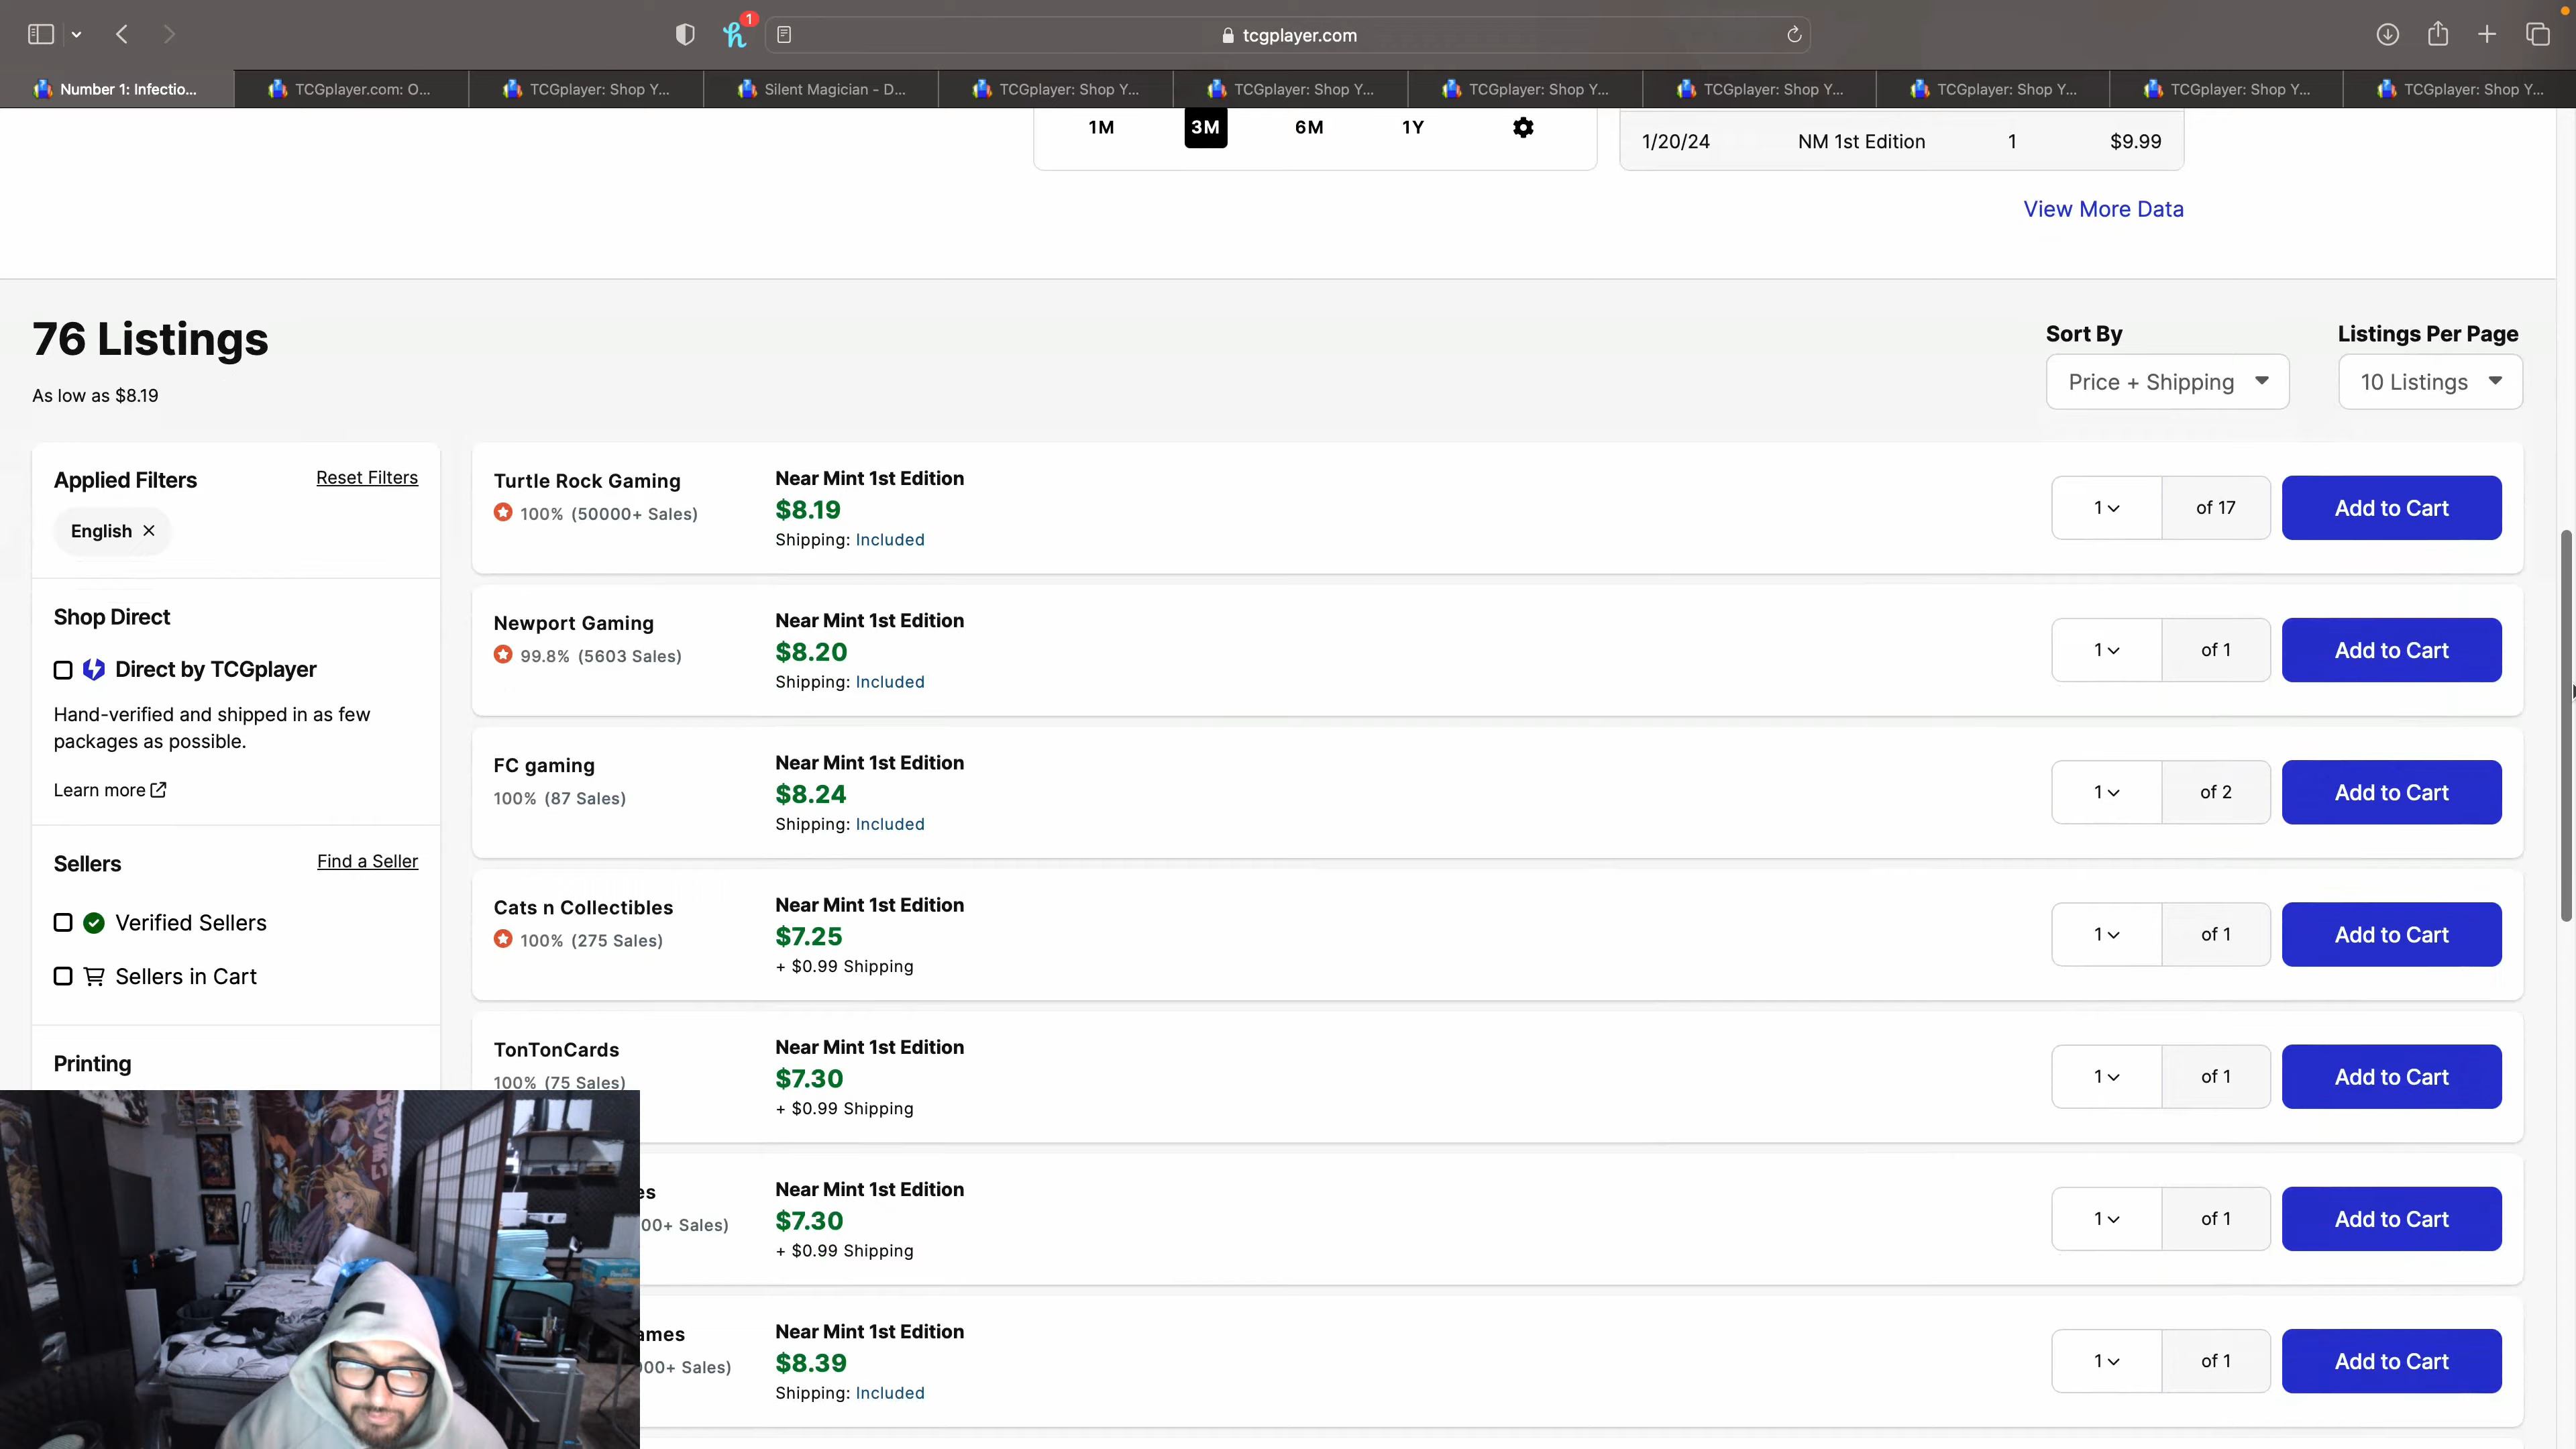 1
tcgplayer.com
Number 1: Infectio...
TCGplayer.com: O...
TCGplayer: Shop Y...
Silent Magician - D...
TCGplayer: Shop Y...
TCGplayer: Shop Y...
TCGplayer: Shop Y...
TCGplayer: Shop Y...
TCGplayer: Shop Y...
TCGplayer: Shop Y...
TCGplayer: Shop Y...
1M 3M 6M 1Y
1/20/24 NM 1st Edition 1 $9.99
View More Data
76 Listings
As low as $8.19
Sort By
Price + Shipping
Listings Per Page
10 Listings
Applied Filters Reset Filters
English
Shop Direct
Direct by TCGplayer
Hand-verified and shipped in as few
packages as possible.
Learn more
Sellers Find a Seller
Verified Sellers
Sellers in Cart
Printing
Turtle Rock Gaming
100% (50000+ Sales)
Near Mint 1st Edition
$8.19
Shipping: Included
1 of 17 Add to Cart
Newport Gaming
99.8% (5603 Sales)
Near Mint 1st Edition
$8.20
Shipping: Included
1 of 1 Add to Cart
FC gaming
100% (87 Sales)
Near Mint 1st Edition
$8.24
Shipping: Included
1 of 2 Add to Cart
Cats n Collectibles
100% (275 Sales)
Near Mint 1st Edition
$7.25
+ $0.99 Shipping
1 of 1 Add to Cart
TonTonCards
100% (75 Sales)
Near Mint 1st Edition
$7.30
+ $0.99 Shipping
1 of 1 Add to Cart
es
00+ Sales)
Near Mint 1st Edition
$7.30
+ $0.99 Shipping
1 of 1 Add to Cart
ames
00+ Sales)
Near Mint 1st Edition
$8.39
Shipping: Included
1 of 1 Add to Cart